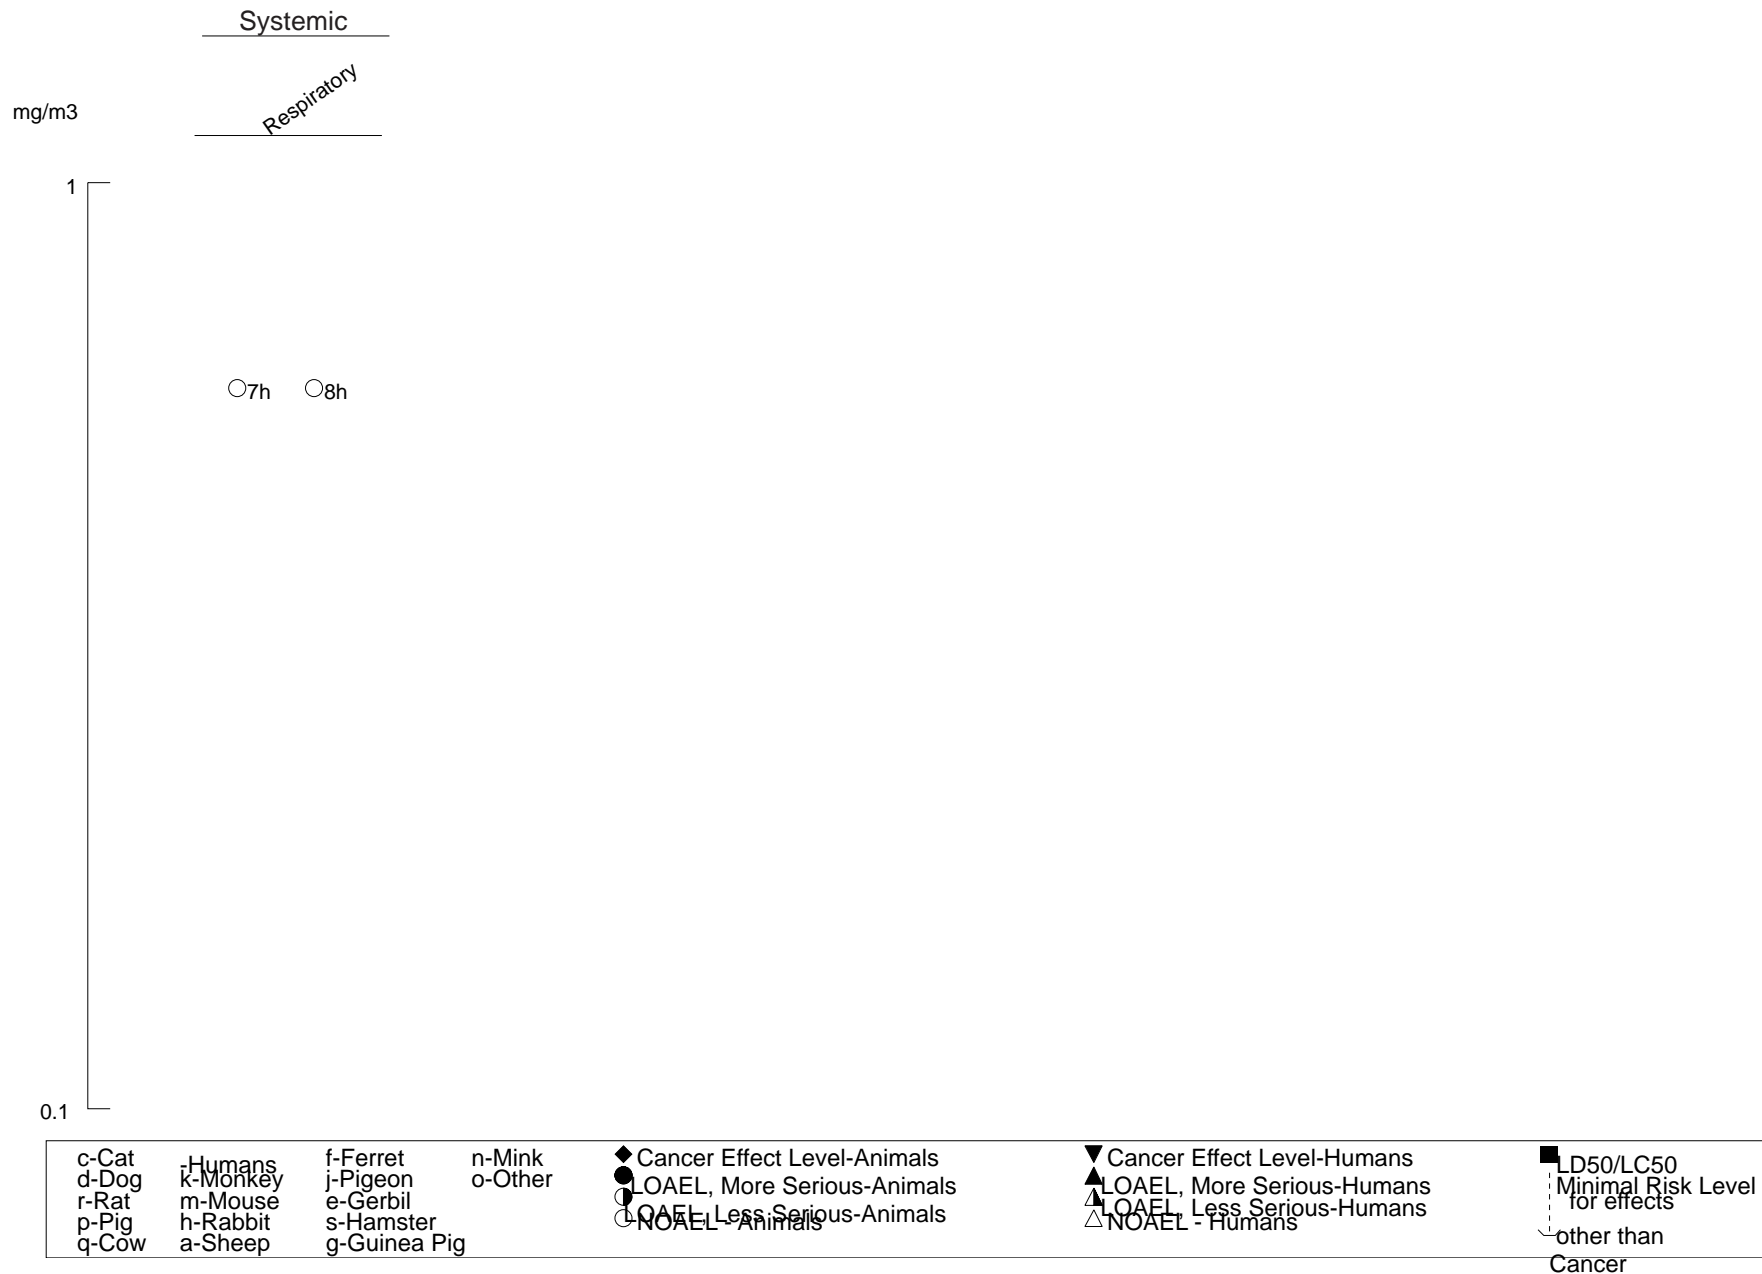 Systemic
Respiratory
mg/m3
1
7h 8h
0.1
c-Cat -Humans f-Ferret n-Mink
d-Dog k-Monkey j-Pigeon o-Other
r-Rat m-Mouse e-Gerbil
p-Pig h-Rabbit s-Hamster
q-Cow a-Sheep g-Guinea Pig
Cancer Effect Level-Animals
LOAEL, More Serious-Animals
LOAEL, Less Serious-Animals
NOAEL - Animals
Cancer Effect Level-Humans
LOAEL, More Serious-Humans
LOAEL, Less Serious-Humans
NOAEL - Humans
LD50/LC50
Minimal Risk Level
for effects
other than
Cancer